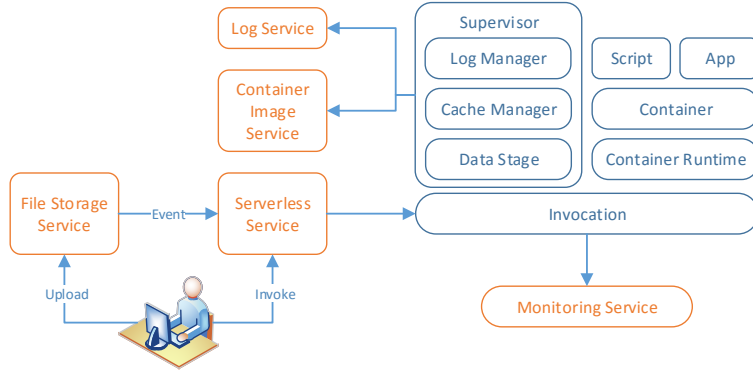 Log Service
Supervisor
Log Manager
Script
App
Container
Image
Service
Cache Manager
Container
Data Stage
Container Runtime
File Storage
Service
Event
Serverless
Service
Invocation
Upload
Invoke
Monitoring Service